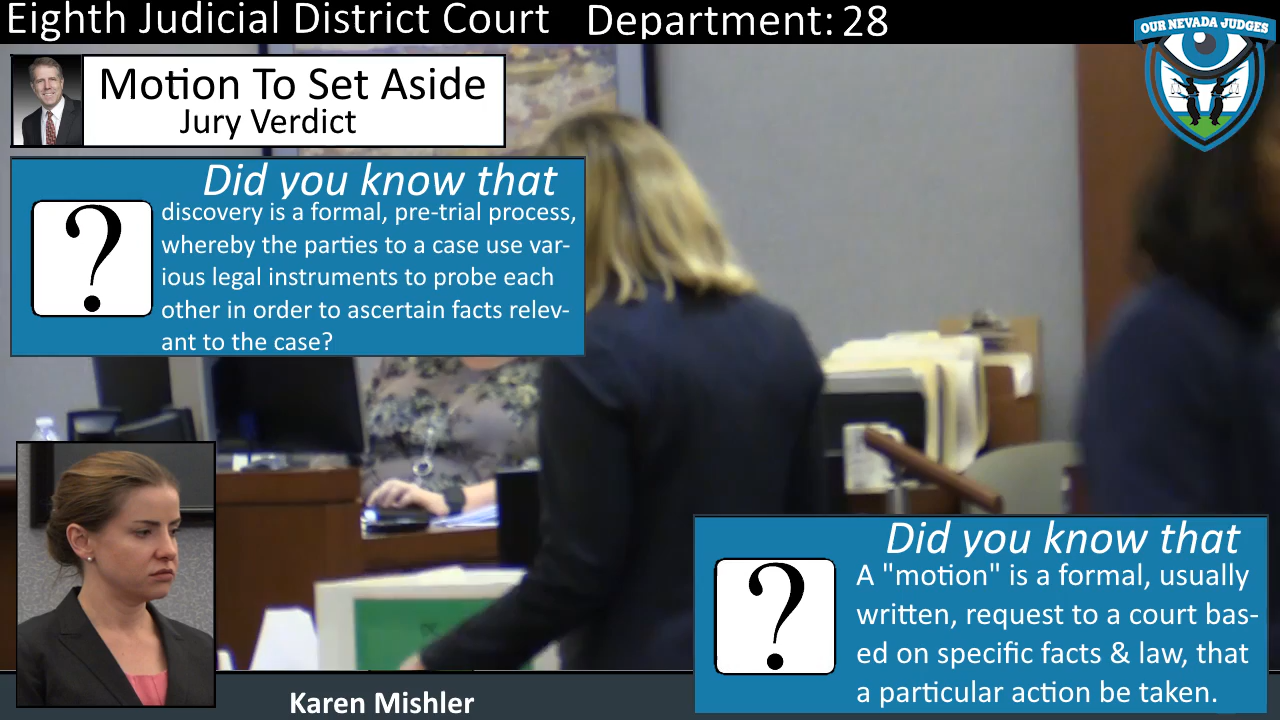 Eighth Judicial District Court Department: 28
OUR NEVADA JUDGES
Motion To Set Aside
Jury Verdict
Did you know that
?
discovery is a formal, pre-trial process,
whereby the parties to a case use var-
ious legal instruments to probe each
other in order to ascertain facts relev-
ant to the case?
Did you know that
?
A "motion" is a formal, usually
written, request to a court bas-
ed on specific facts & law, that
a particular action be taken.
Karen Mishler